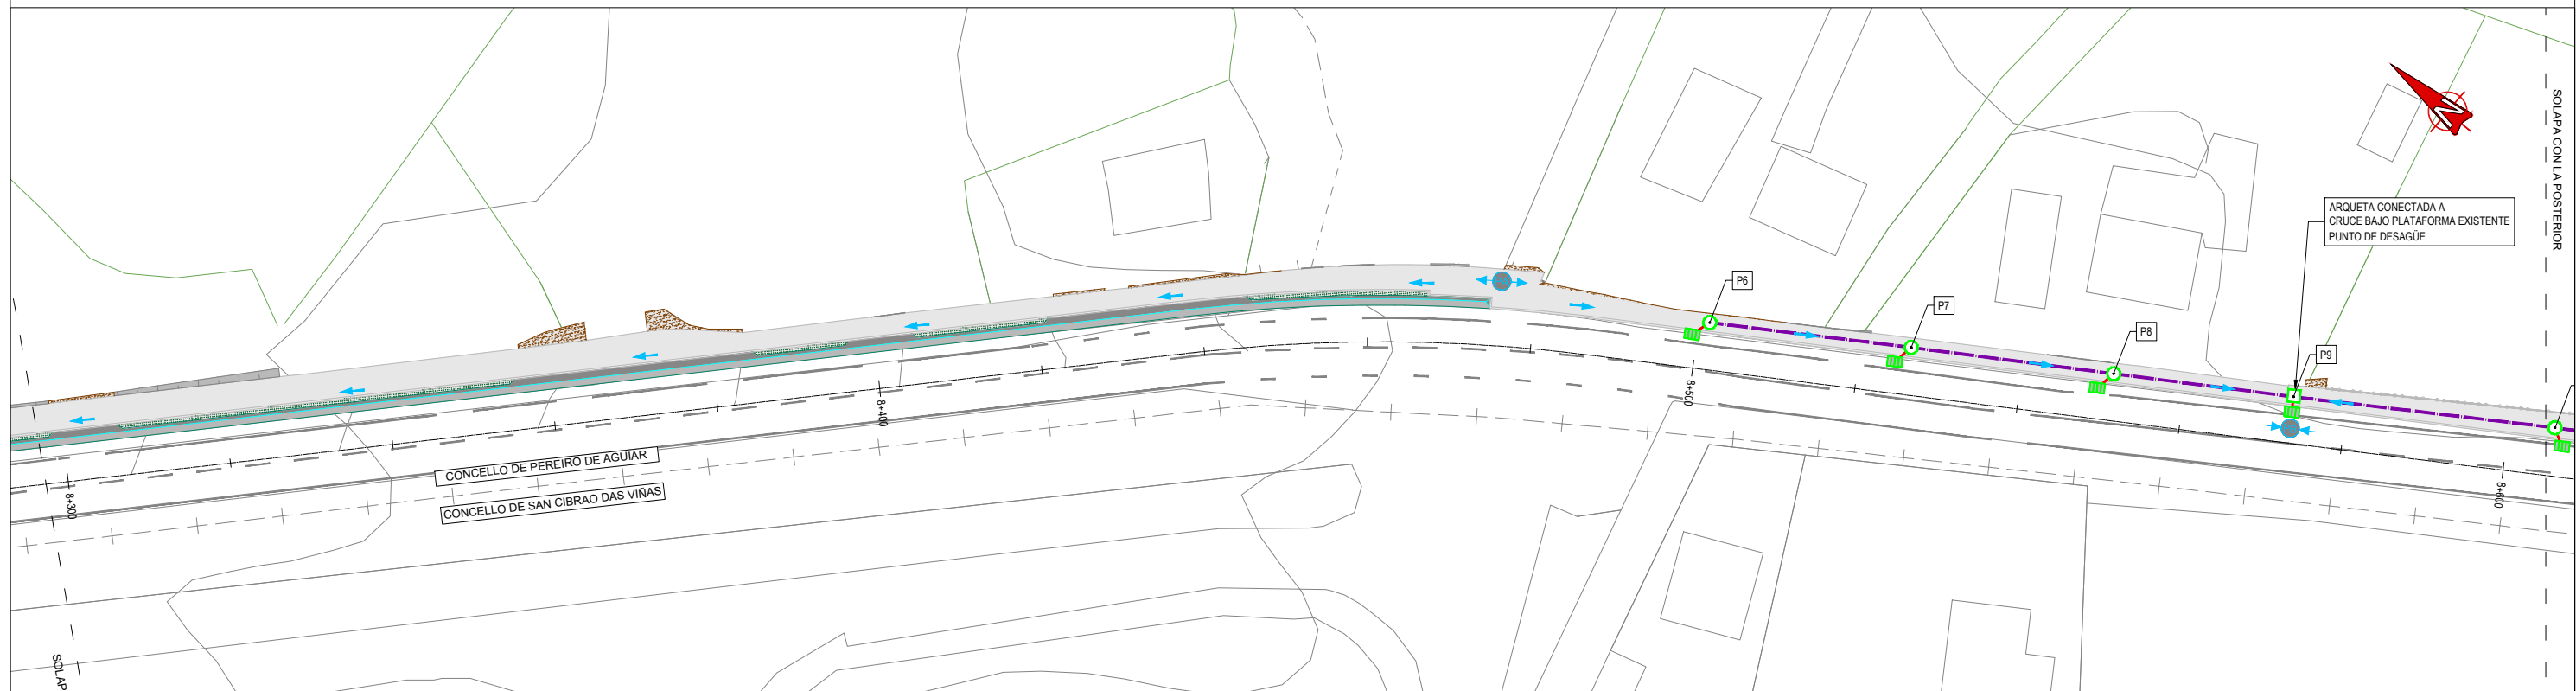 SOLAPA CON LA POSTERIOR
N
ARQUETA CONECTADA A
CRUCE BAJO PLATAFORMA EXISTENTE
PUNTO DE DESAGÜE
P6
P7
P8
P9
8+300
8+400
8+500
8+600
CONCELLO DE PEREIRO DE AGUIAR
CONCELLO DE SAN CIBRAO DAS VIÑAS
SOLAP